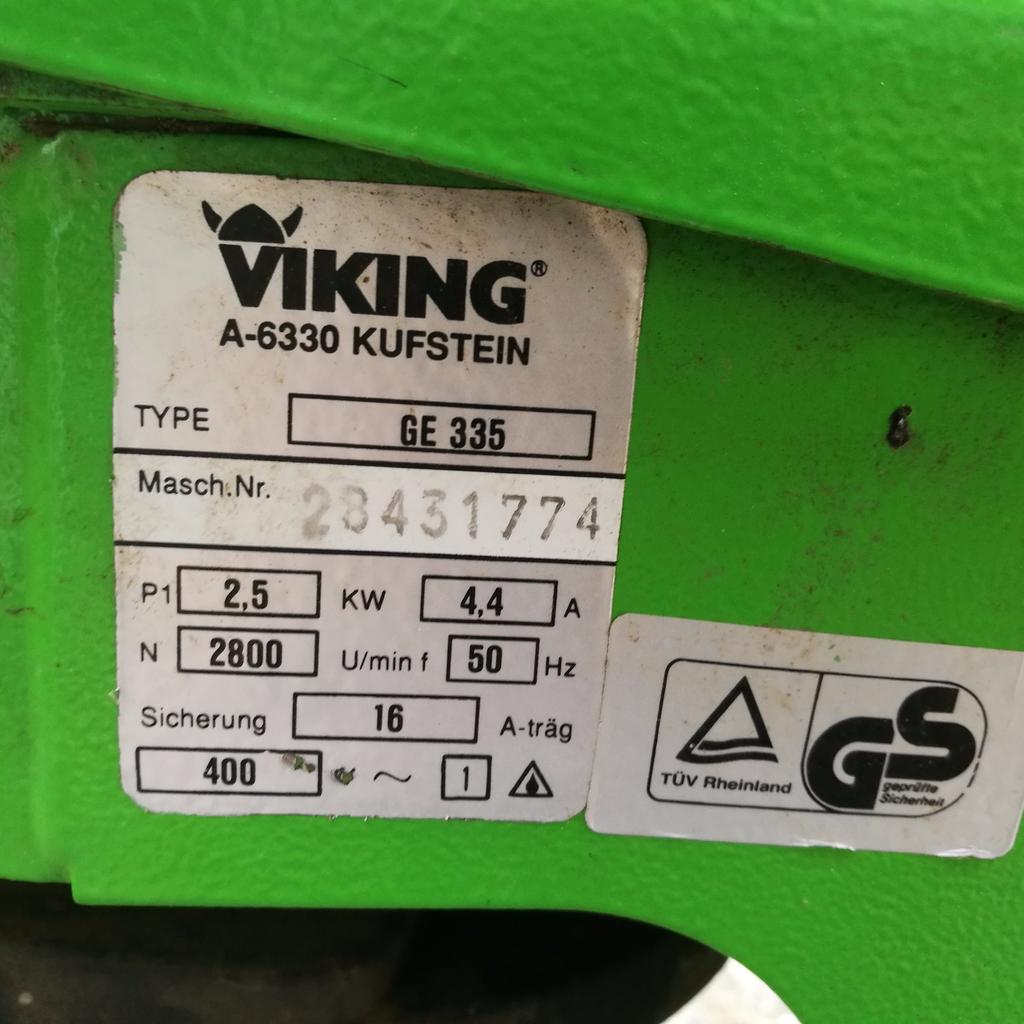 VIKING®
A-6330 KUFSTEIN
TYPE GE 335
Masch.Nr. 28431774
P1 2,5 KW 4,4 A
N 2800 U/min f 50 Hz
Sicherung 16 A-träg
400 ~ 1
TÜV Rheinland
GS
geprüfte
Sicherheit